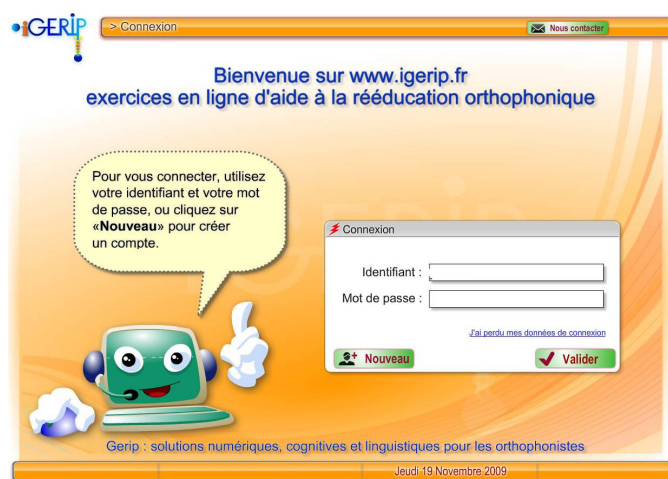 iGERIP
> Connexion
Nous contacter
Bienvenue sur www.igerip.fr
exercices en ligne d'aide à la rééducation orthophonique
Pour vous connecter, utilisez
votre identifiant et votre mot
de passe, ou cliquez sur
«Nouveau» pour créer
un compte.
Connexion
Identifiant :
Mot de passe :
J'ai perdu mes données de connexion
Nouveau
Valider
Gerip : solutions numériques, cognitives et linguistiques pour les orthophonistes
Jeudi 19 Novembre 2009